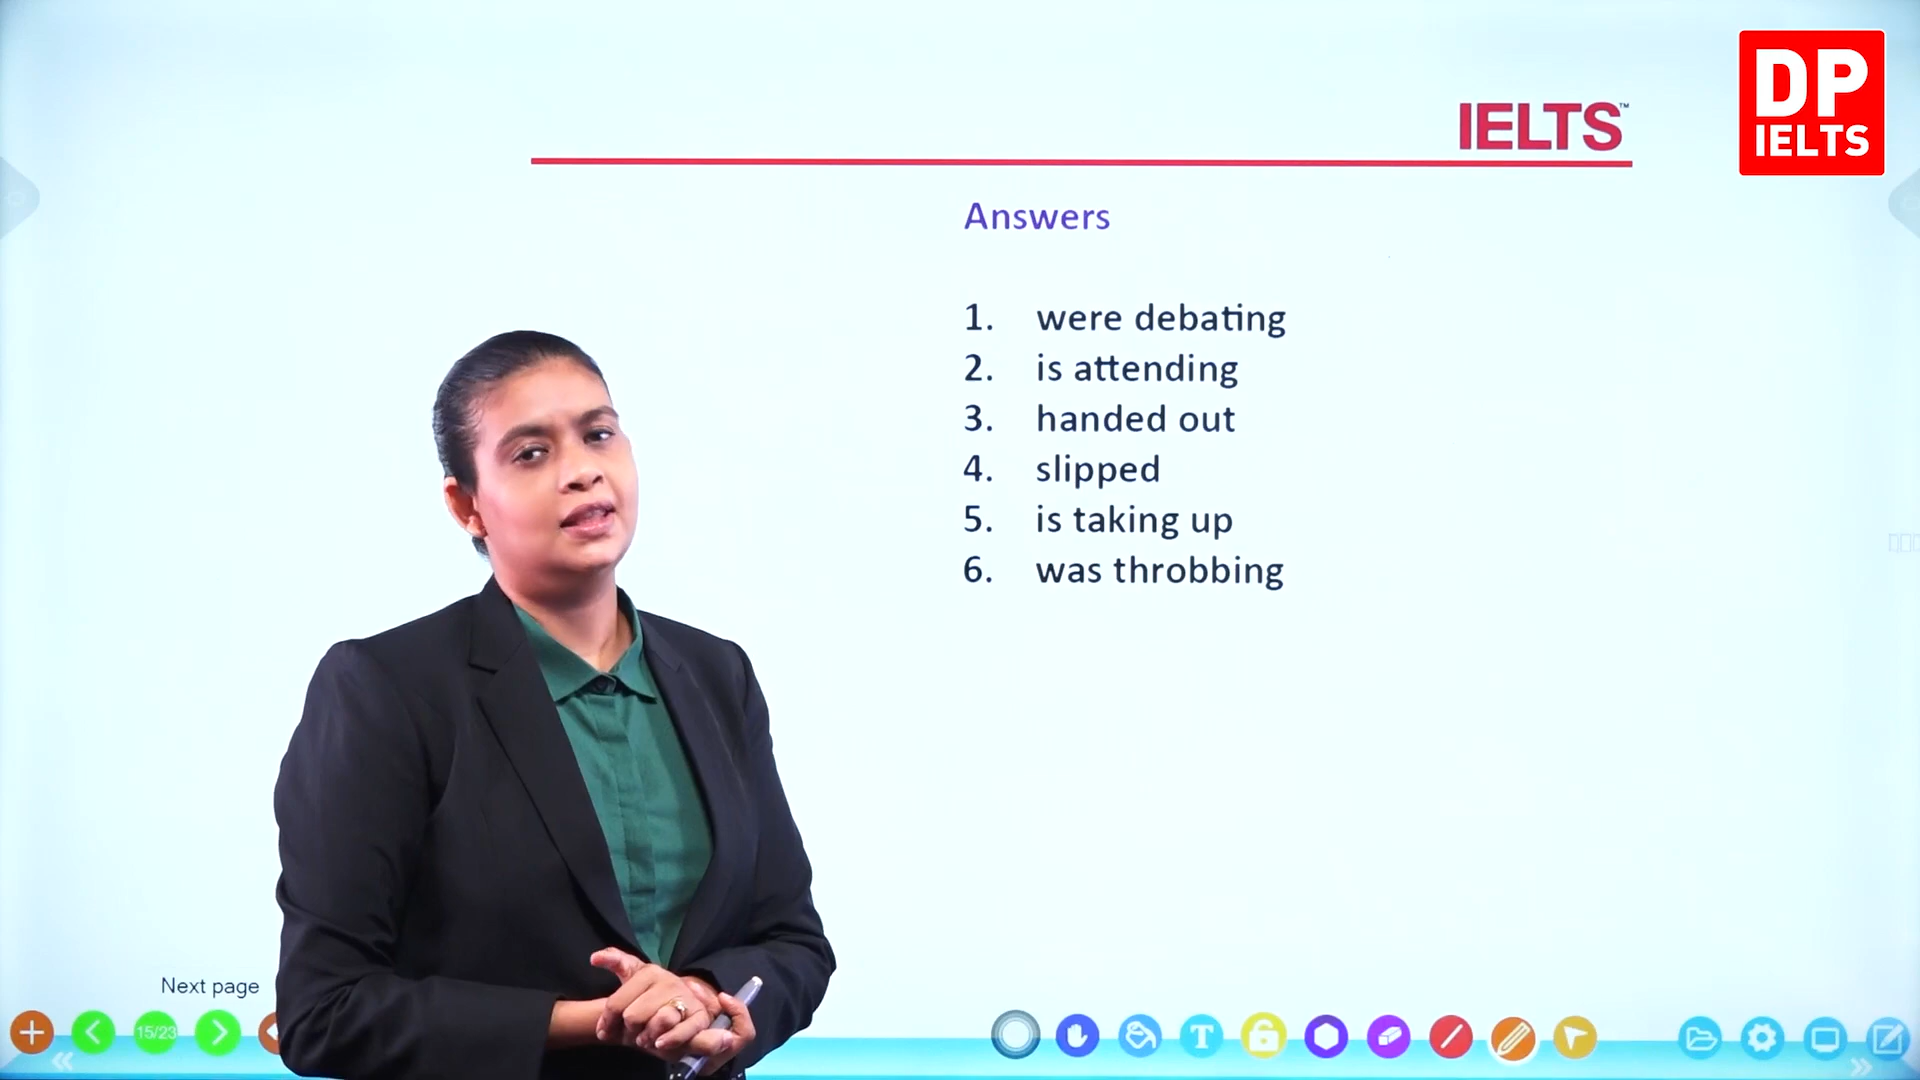 DP
IELTS
IELTS™
Answers
1. were debating
2. is attending
3. handed out
4. slipped
5. is taking up
6. was throbbing
Next page
15/23
T